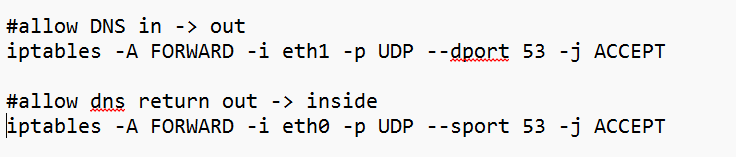 #allow DNS in -> out
iptables -A FORWARD -i eth1 -p UDP --dport 53 -j ACCEPT
#allow dns return out -> inside
iptables -A FORWARD -i eth0 -p UDP --sport 53 -j ACCEPT